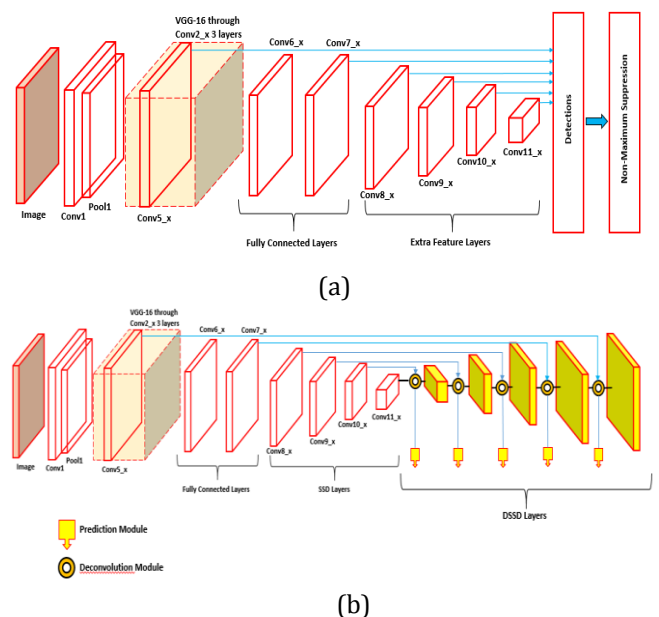 VGG-16 through
Conv2_x 3 layers
Conv6_x
Conv7_x
Image
Conv1
Pool1
Conv5_x
Conv8_x
Conv9_x
Conv10_x
Conv11_x
Detections
Non-Maximum Suppression
Fully Connected Layers
Extra Feature Layers
(a)
VGG-16 through
Conv2_x 3 layers
Conv6_x
Conv7_x
Image
Conv1
Pool1
Conv5_x
Conv8_x
Conv9_x
Conv10_x
Conv11_x
Fully Connected Layers
SSD Layers
DSSD Layers
Prediction Module
Deconvolution Module
(b)